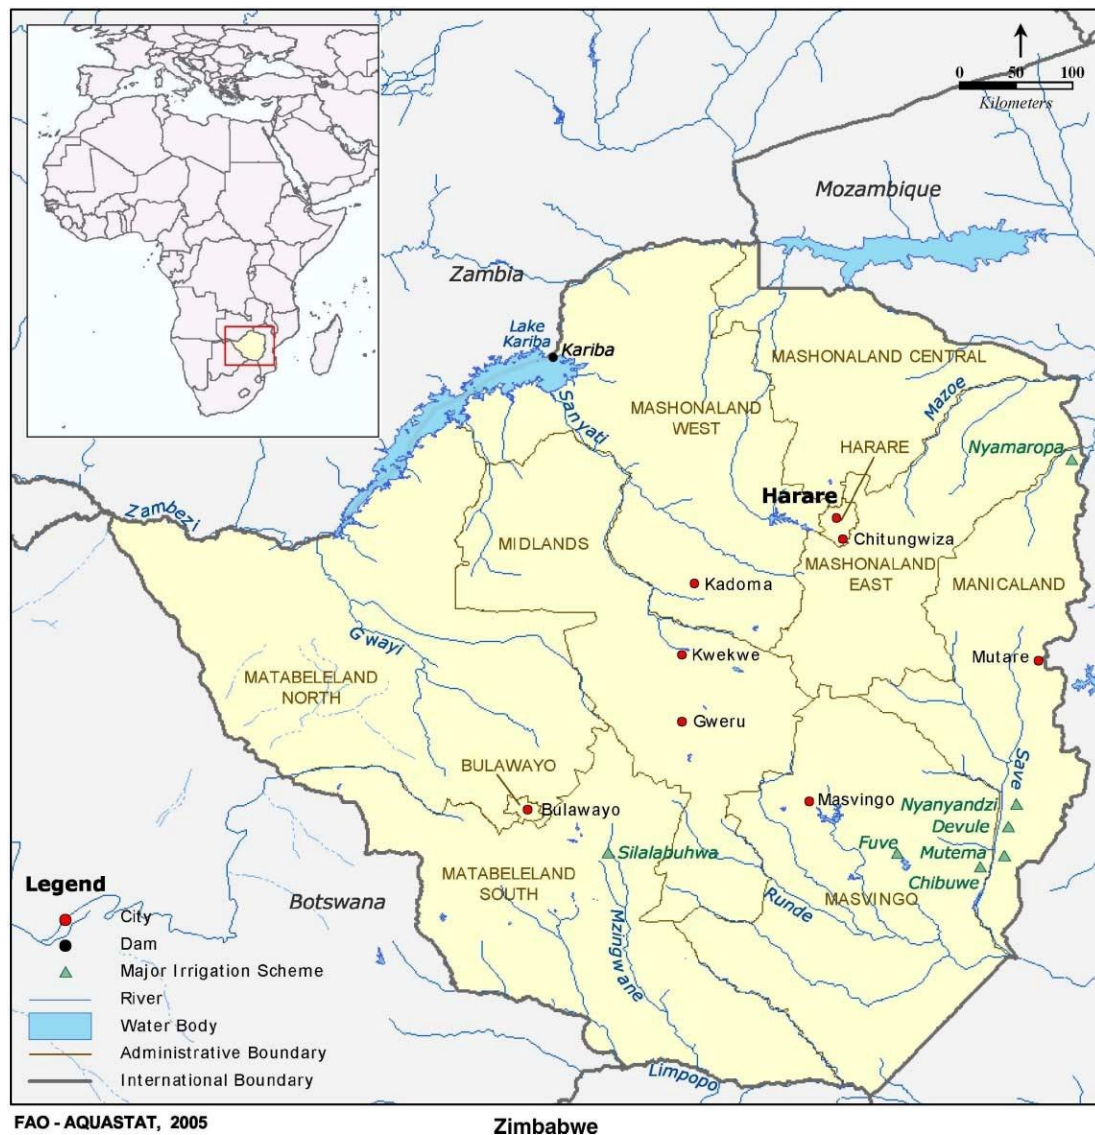 0 50 100
Kilometers
Mozambique
Zambia
Lake
Kariba
Kariba
MASHONALAND CENTRAL
Sanyati
MASHONALAND
WEST
Mazoe
HARARE
Nyamaropa
Harare
Zambezi
MIDLANDS
Chitungwiza
MASHONALAND
EAST
Kadoma
MANICALAND
Gwayi
Kwekwe
Mutare
MATABELELAND
NORTH
Gweru
Save
BULAWAYO
Bulawayo
Masvingo
Nyanyandzi
Devule
Silalabuhwa
Fuve
Mutema
Chibuwe
MATABELELAND
SOUTH
MASVINGO
Runde
Botswana
Mzingwane
Limpopo
Legend
City
Dam
Major Irrigation Scheme
River
Water Body
Administrative Boundary
International Boundary
FAO - AQUASTAT, 2005
Zimbabwe